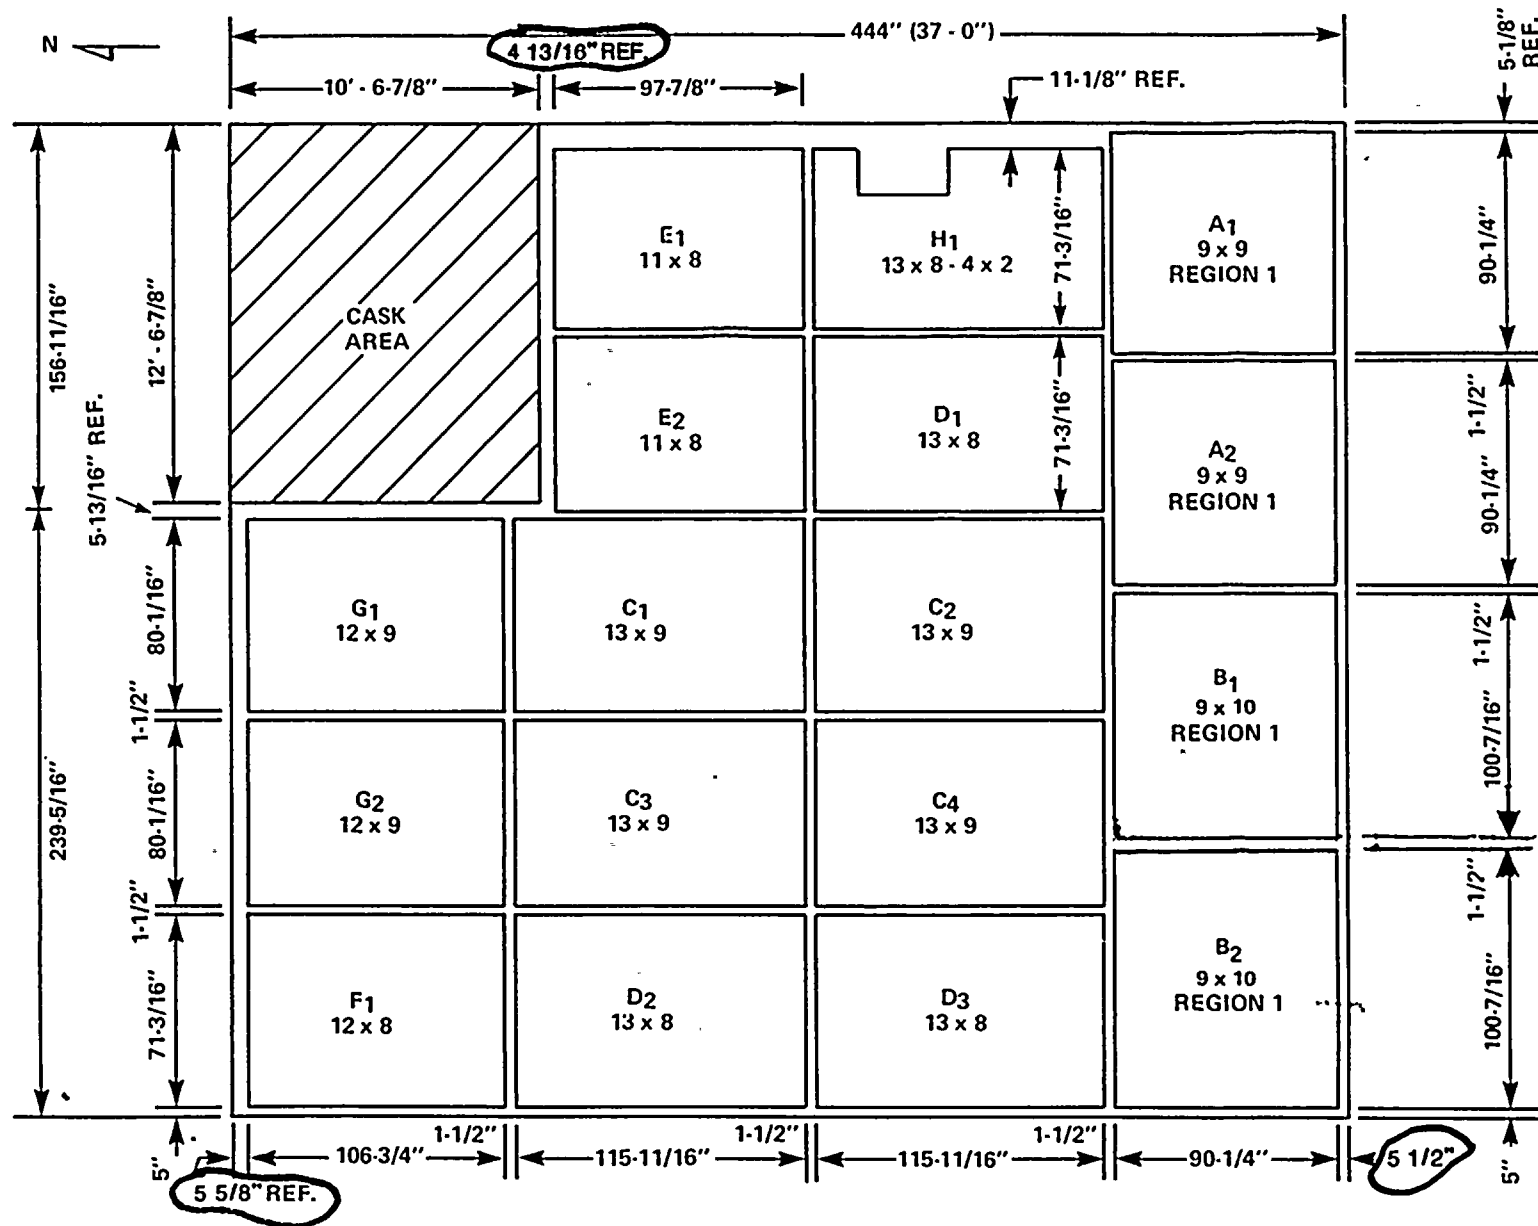 N
444" (37 - 0")
4 13/16" REF.
10' - 6-7/8"
97-7/8"
11-1/8" REF.
5-1/8" REF.
156-11/16"
12' - 6-7/8"
5-13/16" REF.
CASK
AREA
E1
11 x 8
H1
13 x 8 - 4 x 2
71-3/16"
A1
9 x 9
REGION 1
90-1/4"
E2
11 x 8
D1
13 x 8
71-3/16"
A2
9 x 9
REGION 1
1-1/2"
90-1/4"
239-5/16"
80-1/16"
G1
12 x 9
C1
13 x 9
C2
13 x 9
B1
9 x 10
REGION 1
1-1/2"
100-7/16"
1-1/2"
80-1/16"
G2
12 x 9
C3
13 x 9
C4
13 x 9
1-1/2"
71-3/16"
F1
12 x 8
D2
13 x 8
D3
13 x 8
B2
9 x 10
REGION 1
1-1/2"
100-7/16"
5"
5 5/8" REF.
106-3/4"
1-1/2"
115-11/16"
1-1/2"
115-11/16"
1-1/2"
90-1/4"
5 1/2"
5"